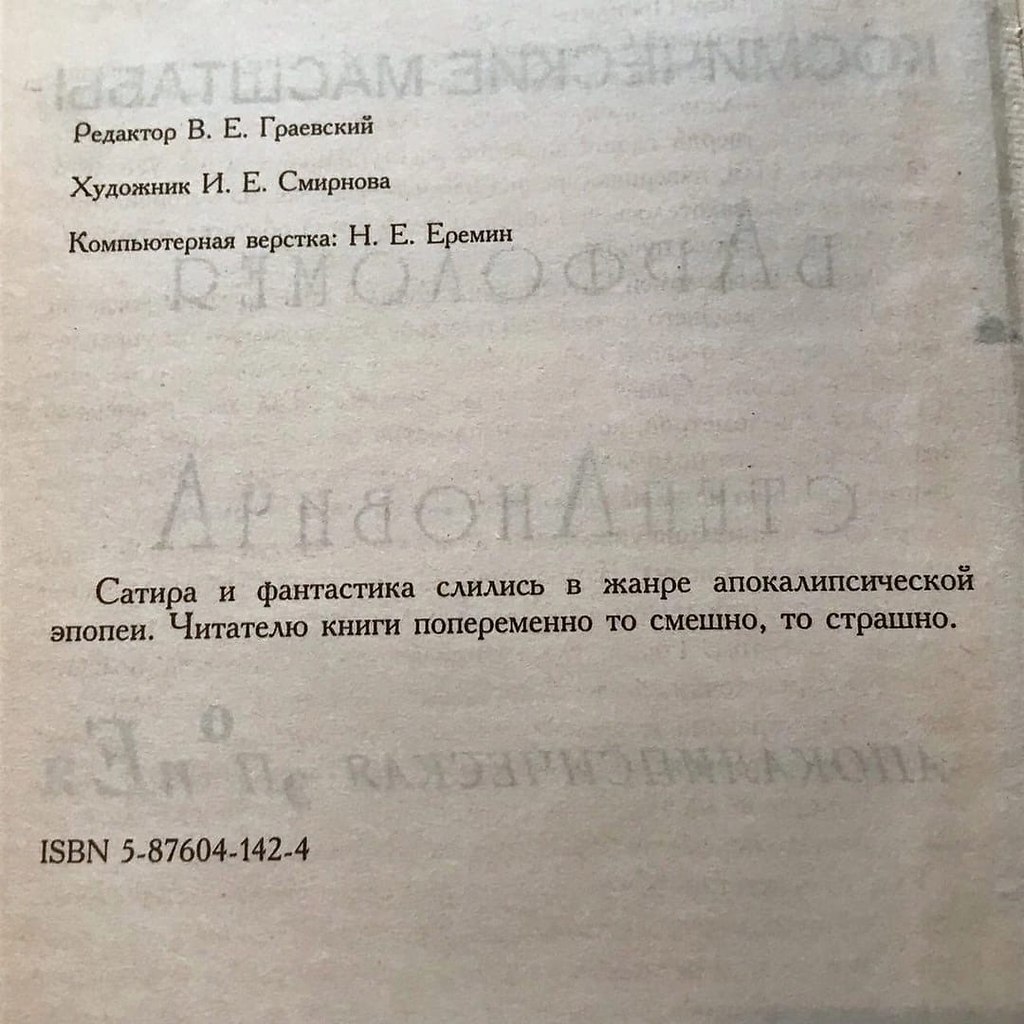 Редактор В. Е. Граевский
Художник И. Е. Смирнова
Компьютерная верстка: Н. Е. Еремин
Сатира и фантастика слились в жанре апокалипсической
эпопеи. Читателю книги попеременно то смешно, то страшно.
ISBN 5-87604-142-4